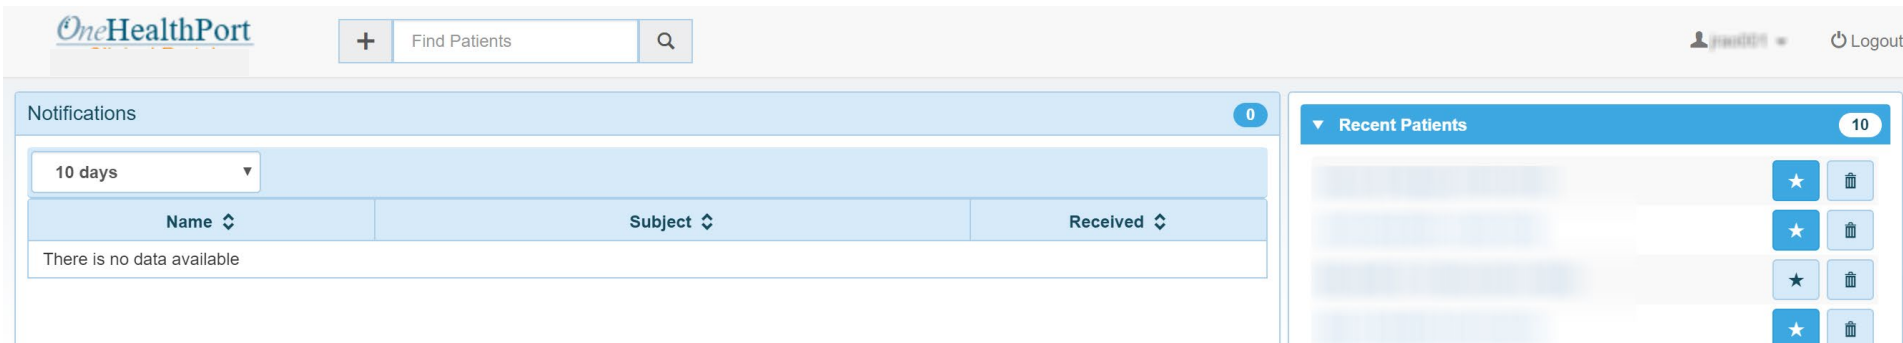 OneHealthPort
Find Patients
Logout
Notifications
0
10 days
Name
Subject
Received
There is no data available
Recent Patients
10